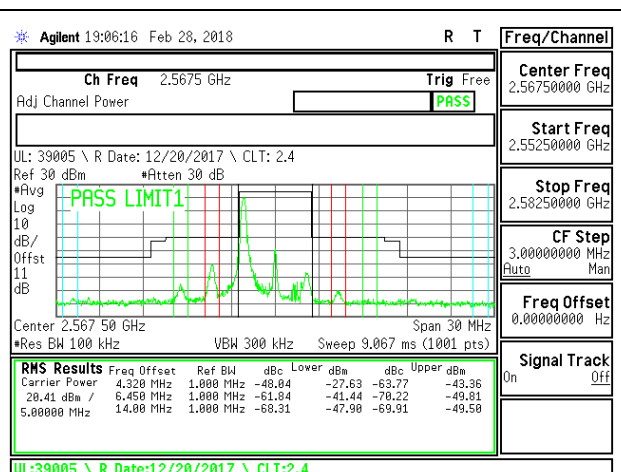 Agilent 19:06:16 Feb 28, 2018 R T
Freq/Channel
Ch Freq 2.5675 GHz Trig Free
Adj Channel Power PASS
UL: 39005 \ R Date: 12/20/2017 \ CLT: 2.4
Ref 30 dBm #Atten 30 dB
#Avg
Log
10
dB/
Offst
11
dB
PASS LIMIT1
Center 2.567 50 GHz Span 30 MHz
#Res BW 100 kHz VBW 300 kHz Sweep 9.067 ms (1001 pts)
RMS Results Freq Offset Ref BW dBc Lower dBm dBc Upper dBm
Carrier Power 4.320 MHz 1.000 MHz -48.04 -27.63 -63.77 -43.36
20.41 dBm / 6.450 MHz 1.000 MHz -61.84 -41.44 -70.22 -49.81
5.00000 MHz 14.00 MHz 1.000 MHz -68.31 -47.90 -69.91 -49.50
UL:39005 \ R Date:12/20/2017 \ CLT:2.4
Center Freq
2.56750000 GHz
Start Freq
2.55250000 GHz
Stop Freq
2.58250000 GHz
CF Step
3.00000000 MHz
Auto Man
Freq Offset
0.00000000 Hz
Signal Track
On Off